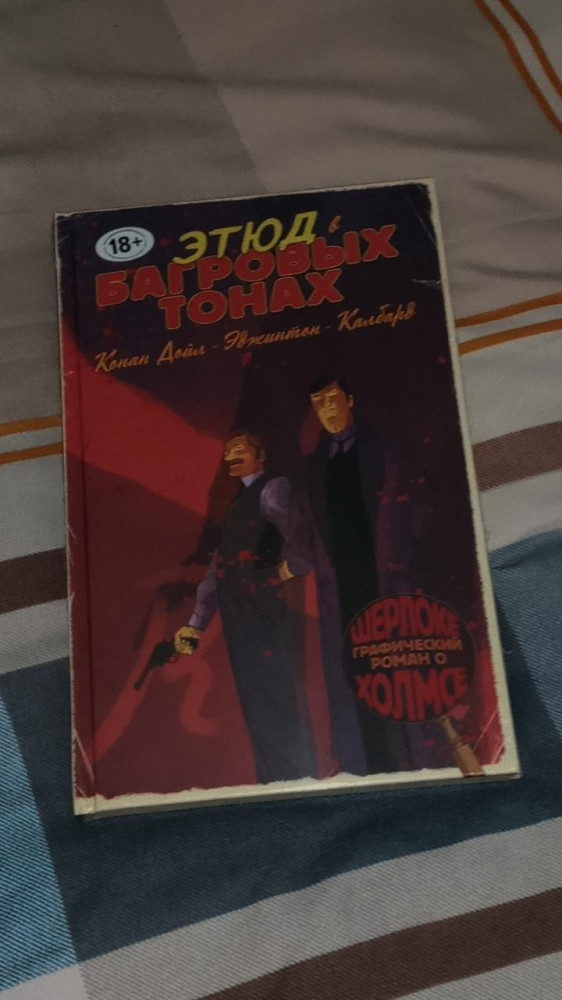 18+
ЭТЮД в
БАГРОВЫХ
ТОНАХ
Конан Дойл - Эджинтон - Калбард
ШЕРЛОКЕ
ГРАФИЧЕСКИЙ
РОМАН О
ХОЛМСЕ